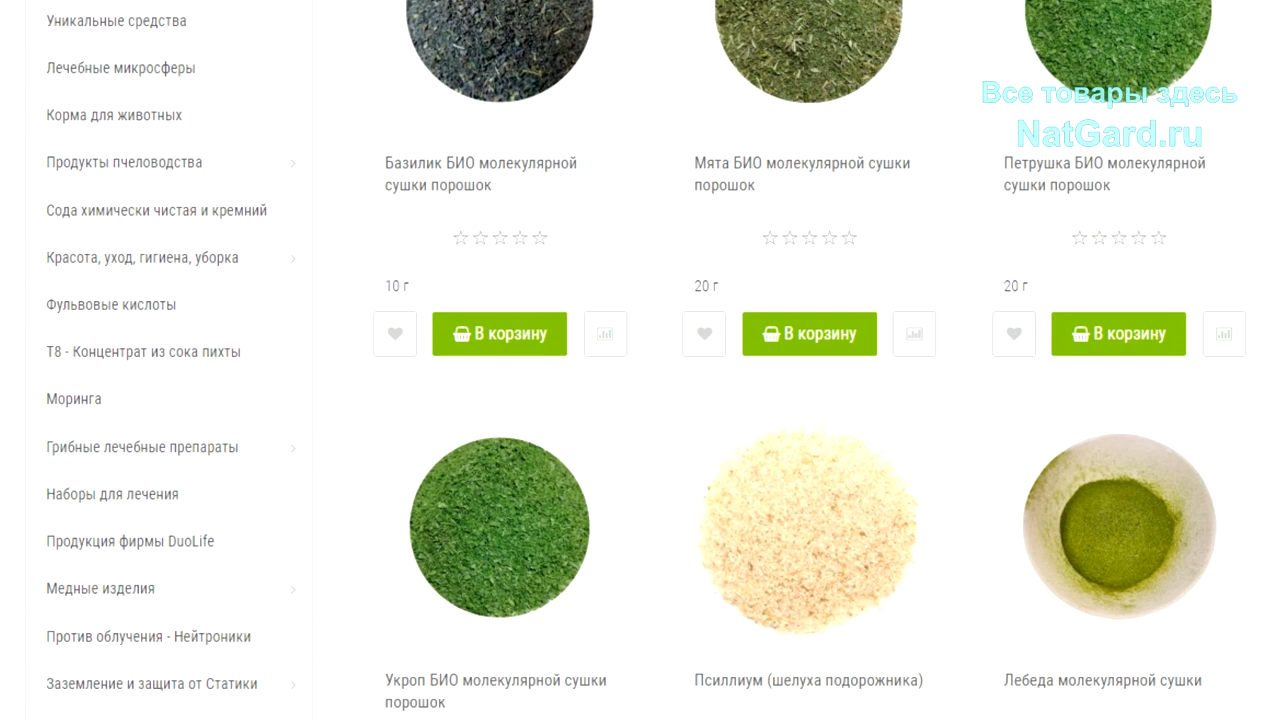 Уникальные средства
Лечебные микросферы
Корма для животных
Продукты пчеловодства
Сода химически чистая и кремний
Красота, уход, гигиена, уборка
Фульвовые кислоты
Т8 - Концентрат из сока пихты
Моринга
Грибные лечебные препараты
Наборы для лечения
Продукция фирмы DuoLife
Медные изделия
Против облучения - Нейтроники
Заземление и защита от Статики
Все товары здесь
NatGard.ru
Базилик БИО молекулярной
сушки порошок
10 г
В корзину
Мята БИО молекулярной сушки
порошок
20 г
В корзину
Петрушка БИО молекулярной
сушки порошок
20 г
В корзину
Укроп БИО молекулярной сушки
порошок
Псиллиум (шелуха подорожника)
Лебеда молекулярной сушки